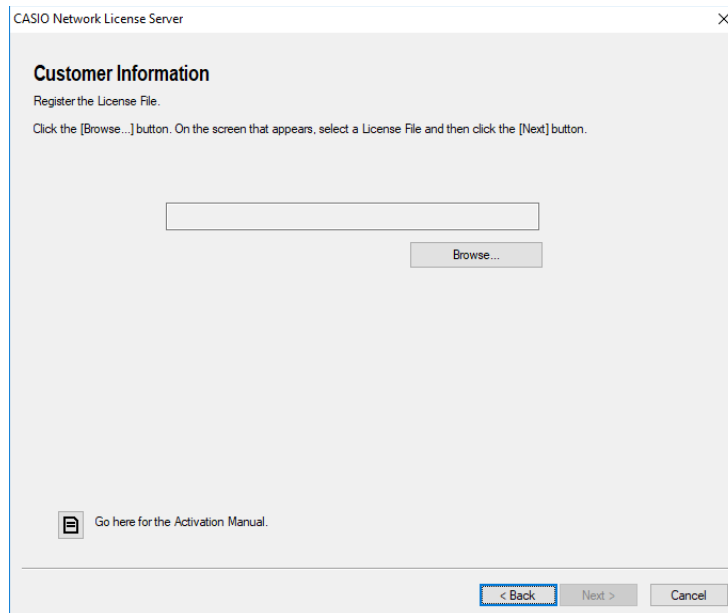 CASIO Network License Server
Customer Information
Register the License File.
Click the [Browse...] button. On the screen that appears, select a License File and then click the [Next] button.
Browse...
Go here for the Activation Manual.
< Back
Next >
Cancel